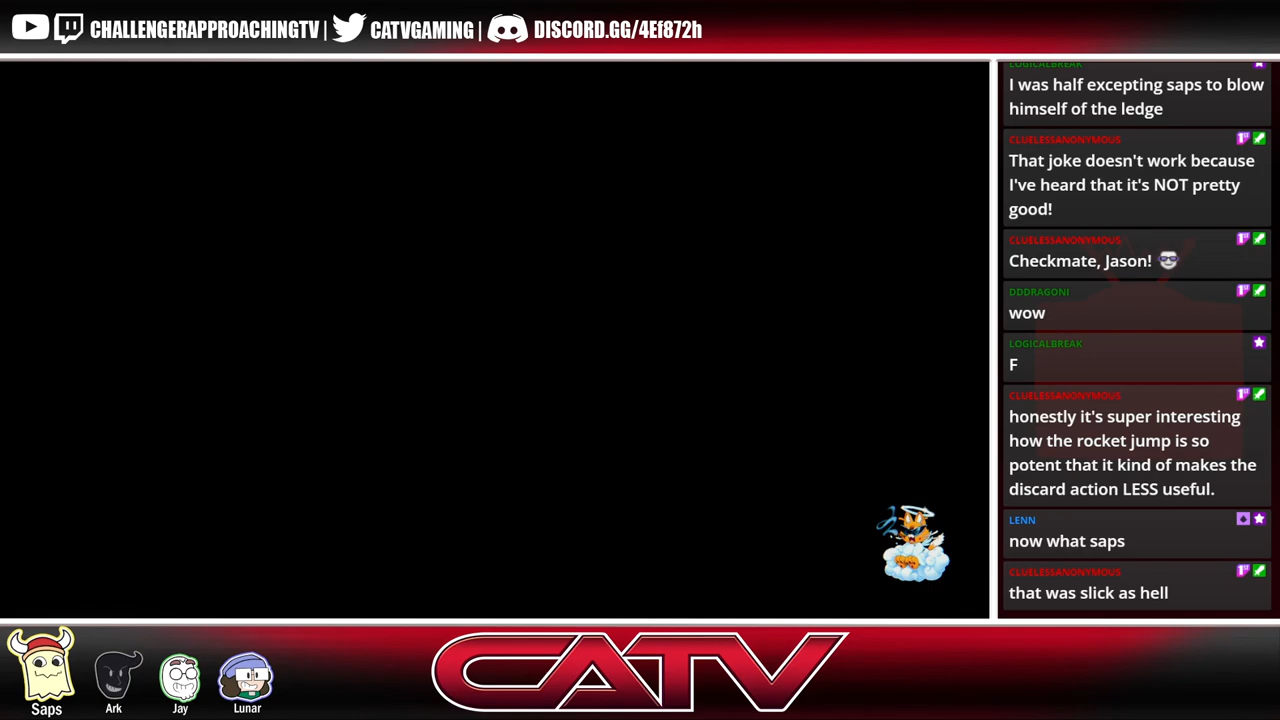 CHALLENGERAPPROACHINGTV | CATVGAMING | DISCORD.GG/4Ef872h
LOGICALBREAK
I was half excepting saps to blow
himself of the ledge
CLUELESSANONYMOUS
That joke doesn't work because
I've heard that it's NOT pretty
good!
CLUELESSANONYMOUS
Checkmate, Jason!
DDDRAGONI
wow
LOGICALBREAK
F
CLUELESSANONYMOUS
honestly it's super interesting
how the rocket jump is so
potent that it kind of makes the
discard action LESS useful.
LENN
now what saps
CLUELESSANONYMOUS
that was slick as hell
Saps
Ark
Jay
Lunar
CATV